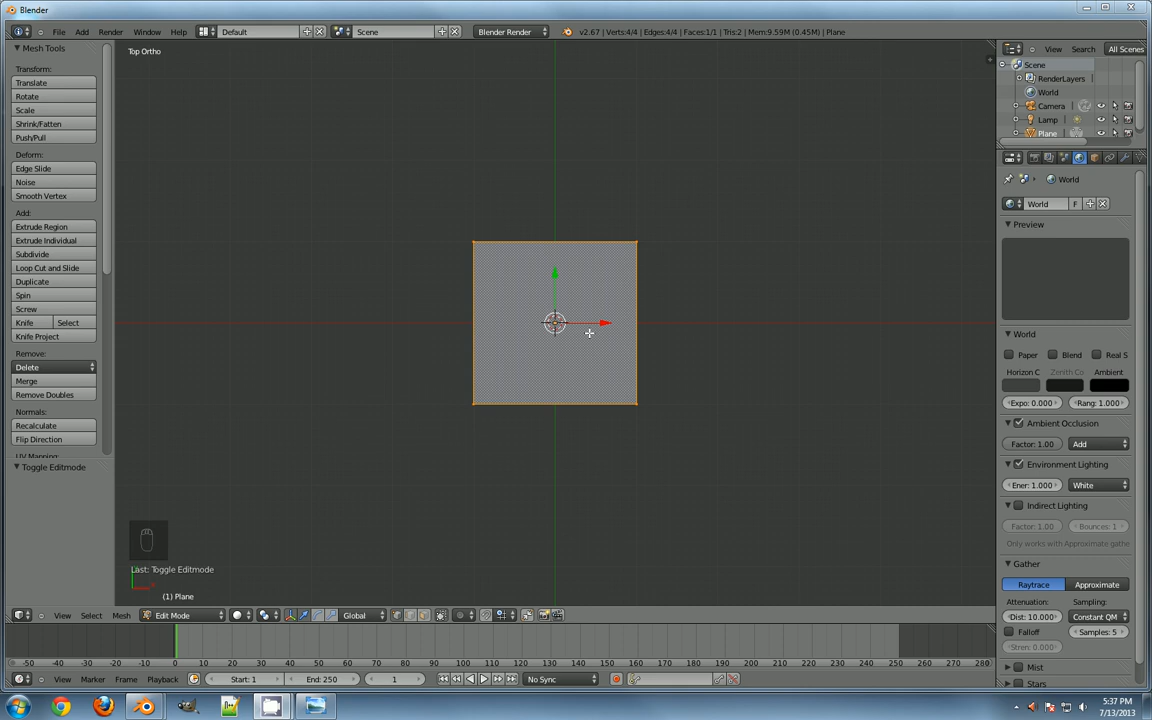 Blender
File Add Render Window Help Default Scene Blender Render v2.67 | Verts:4/4 | Edges:4/4 | Faces:1/1 | Tris:2 | Mem:9.59M (0.45M) | Plane
Mesh Tools
Transform:
Translate
Rotate
Scale
Shrink/Fatten
Push/Pull
Deform:
Edge Slide
Noise
Smooth Vertex
Add:
Extrude Region
Extrude Individual
Subdivide
Loop Cut and Slide
Duplicate
Spin
Screw
Knife Select
Knife Project
Remove:
Delete
Merge
Remove Doubles
Normals:
Recalculate
Flip Direction
UV Mapping:
Toggle Editmode
Top Ortho
Last: Toggle Editmode
(1) Plane
View Select Mesh Edit Mode Global
View Search All Scenes
Scene
RenderLayers
World
Camera
Lamp
Plane
World
World F
Preview
World
Paper Blend Real S
Horizon C Zenith Co Ambient
Expo: 0.000 Rang: 1.000
Ambient Occlusion
Factor: 1.00 Add
Environment Lighting
Ener: 1.000 White
Indirect Lighting
Factor: 1.00 Bounces: 1
Only works with Approximate gathe
Gather
Raytrace Approximate
Attenuation: Sampling:
Dist: 10.000 Constant QM
Falloff Samples: 5
Stren: 0.000
Mist
Stars
-50 -40 -30 -20 -10 0 10 20 30 40 50 60 70 80 90 100 110 120 130 140 150 160 170 180 190 200 210 220 230 240 250 260 270 280
View Marker Frame Playback Start: 1 End: 250 1 No Sync
5:37 PM
7/13/2013